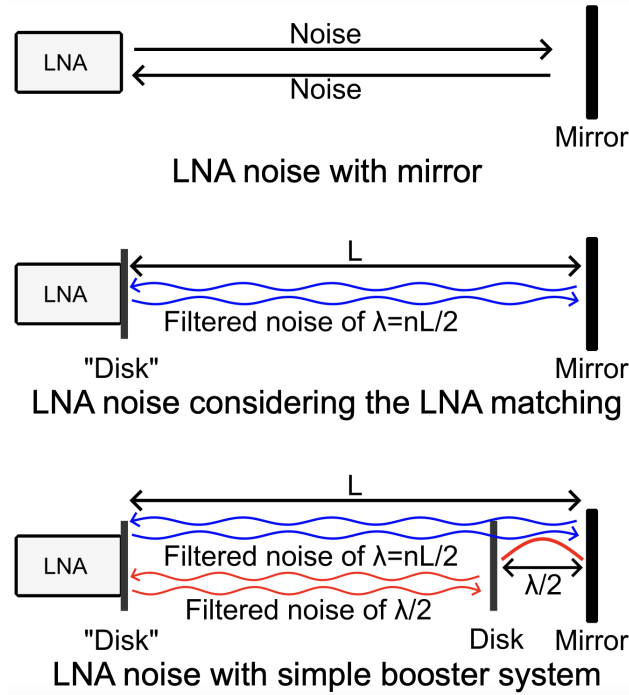 LNA
Noise
Noise
Mirror
LNA noise with mirror
L
LNA
Filtered noise of λ=nL/2
"Disk"
Mirror
LNA noise considering the LNA matching
L
LNA
Filtered noise of λ=nL/2
λ/2
Filtered noise of λ/2
"Disk"
Disk
Mirror
LNA noise with simple booster system